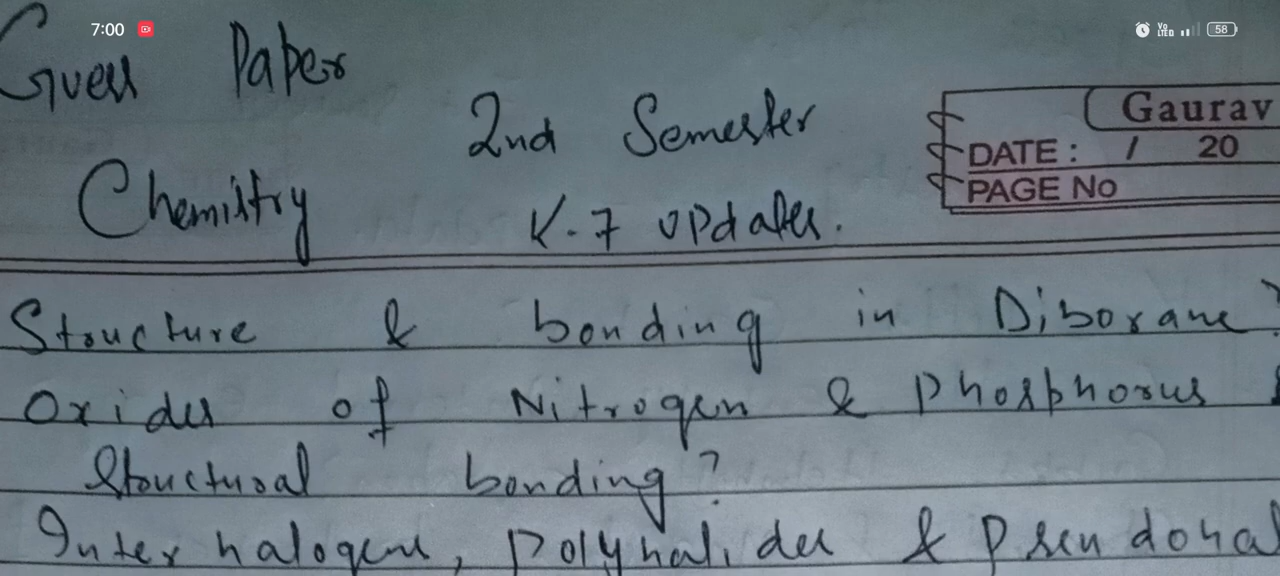 7:00
58
Guess Paper
2nd Semester
Chemistry
K.7 updates.
Gaurav
DATE : / 20
PAGE No
Structure & bonding in Diborane?
Oxides of Nitrogen & Phosphorus
Structural bonding?
Inter halogens, Polyhalides & Pseudohal